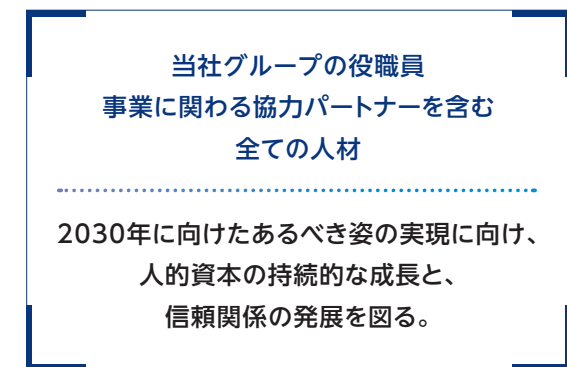 当社グループの役職員
事業に関わる協力パートナーを含む
全ての人材
2030年に向けたあるべき姿の実現に向け、
人的資本の持続的な成長と、
信頼関係の発展を図る。